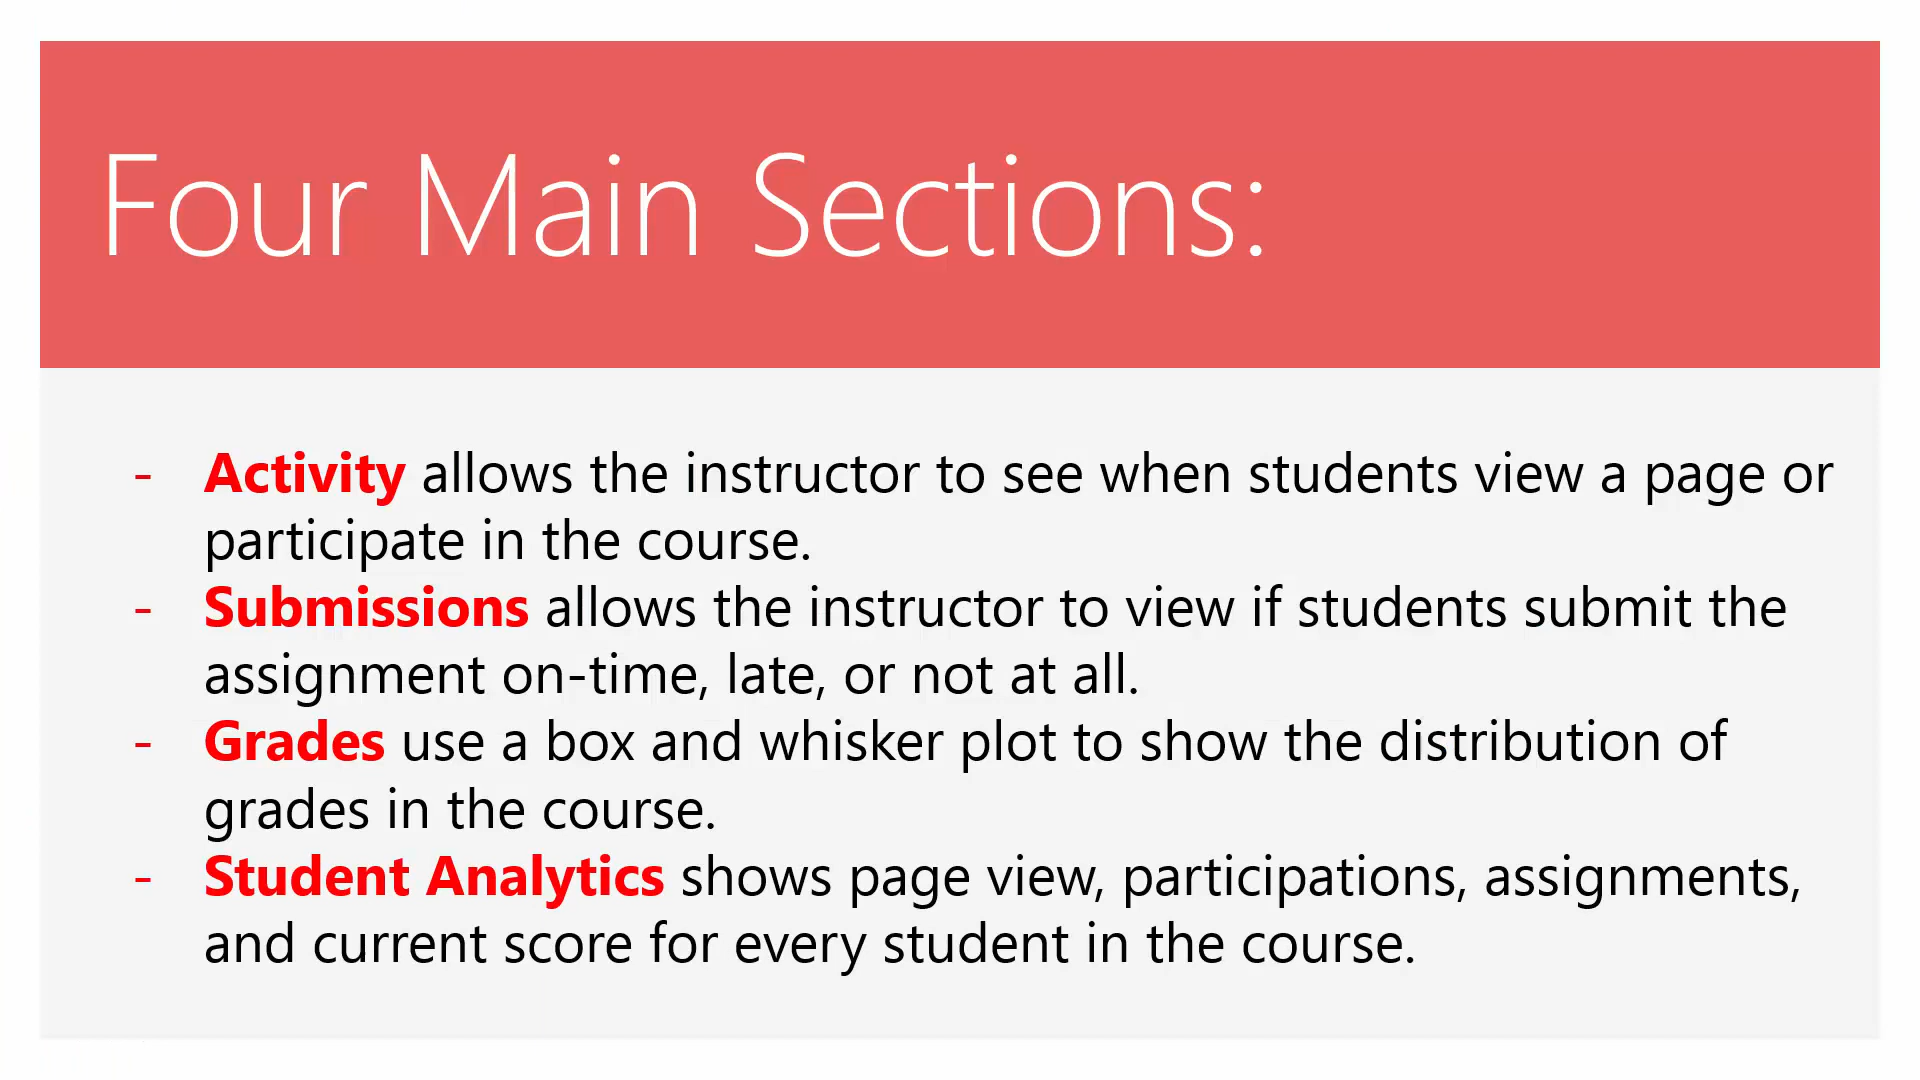 Four Main Sections:
- Activity allows the instructor to see when students view a page or
participate in the course.
- Submissions allows the instructor to view if students submit the
assignment on-time, late, or not at all.
- Grades use a box and whisker plot to show the distribution of
grades in the course.
- Student Analytics shows page view, participations, assignments,
and current score for every student in the course.